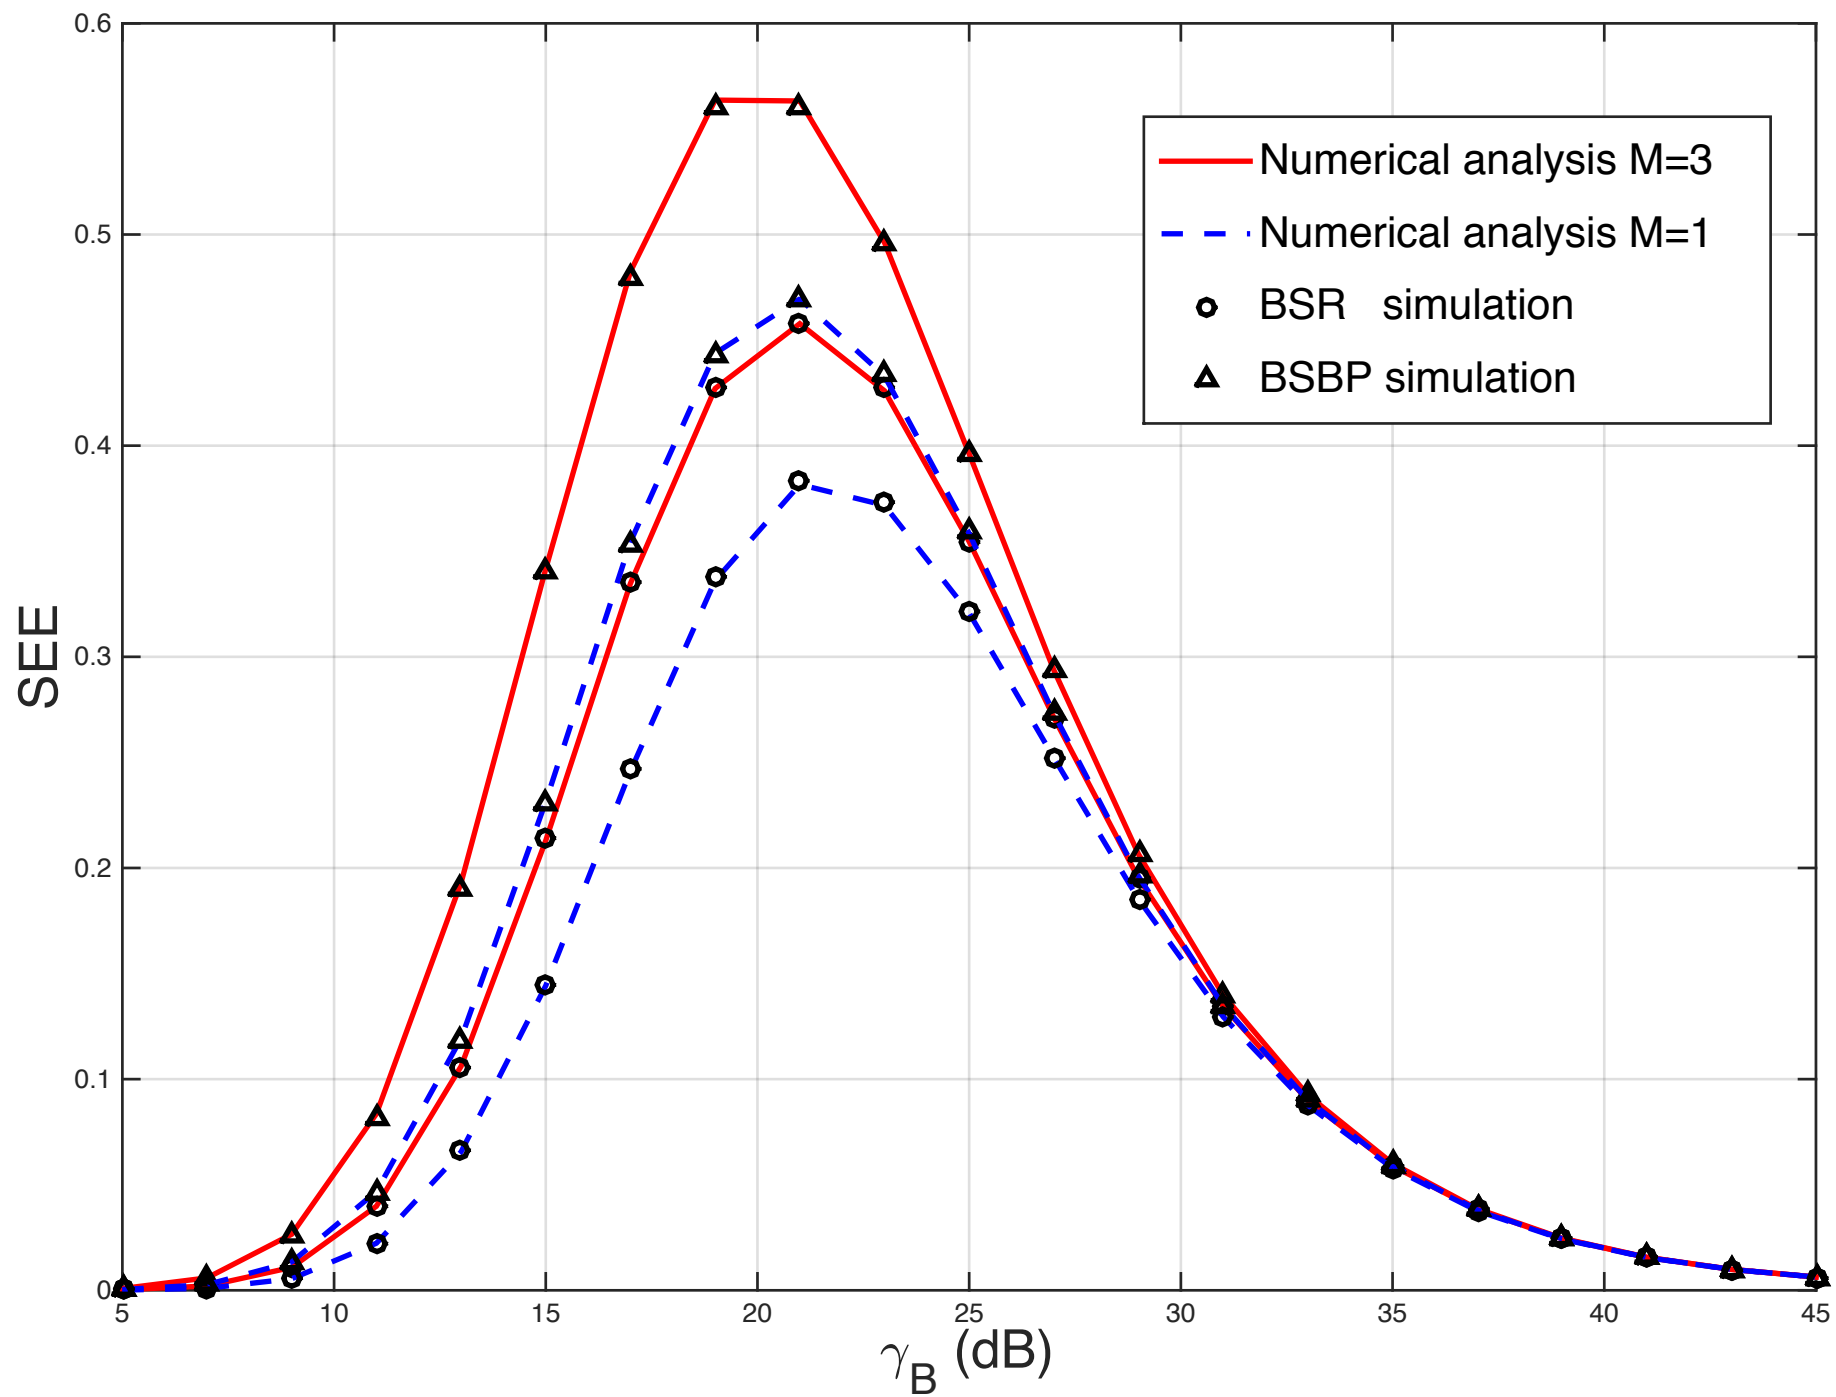 0.6
0.5
0.4
0.3
0.2
0.1
0
SEE
5 10 15 20 25 30 35 40 45
γB (dB)
Numerical analysis M=3
Numerical analysis M=1
BSR simulation
BSBP simulation